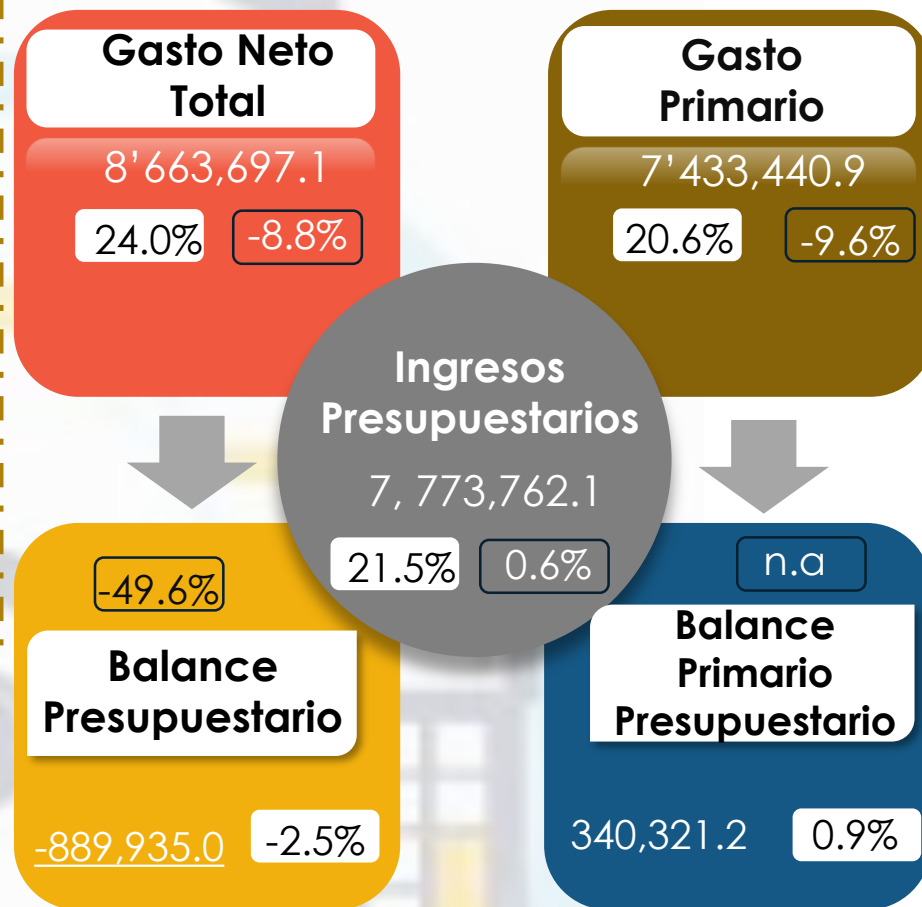 Gasto Neto
Total
8’663,697.1
24.0%
-8.8%
Gasto
Primario
7’433,440.9
20.6%
-9.6%
Ingresos
Presupuestarios
7, 773,762.1
21.5%
0.6%
-49.6%
Balance
Presupuestario
-889,935.0
-2.5%
n.a
Balance
Primario
Presupuestario
340,321.2
0.9%